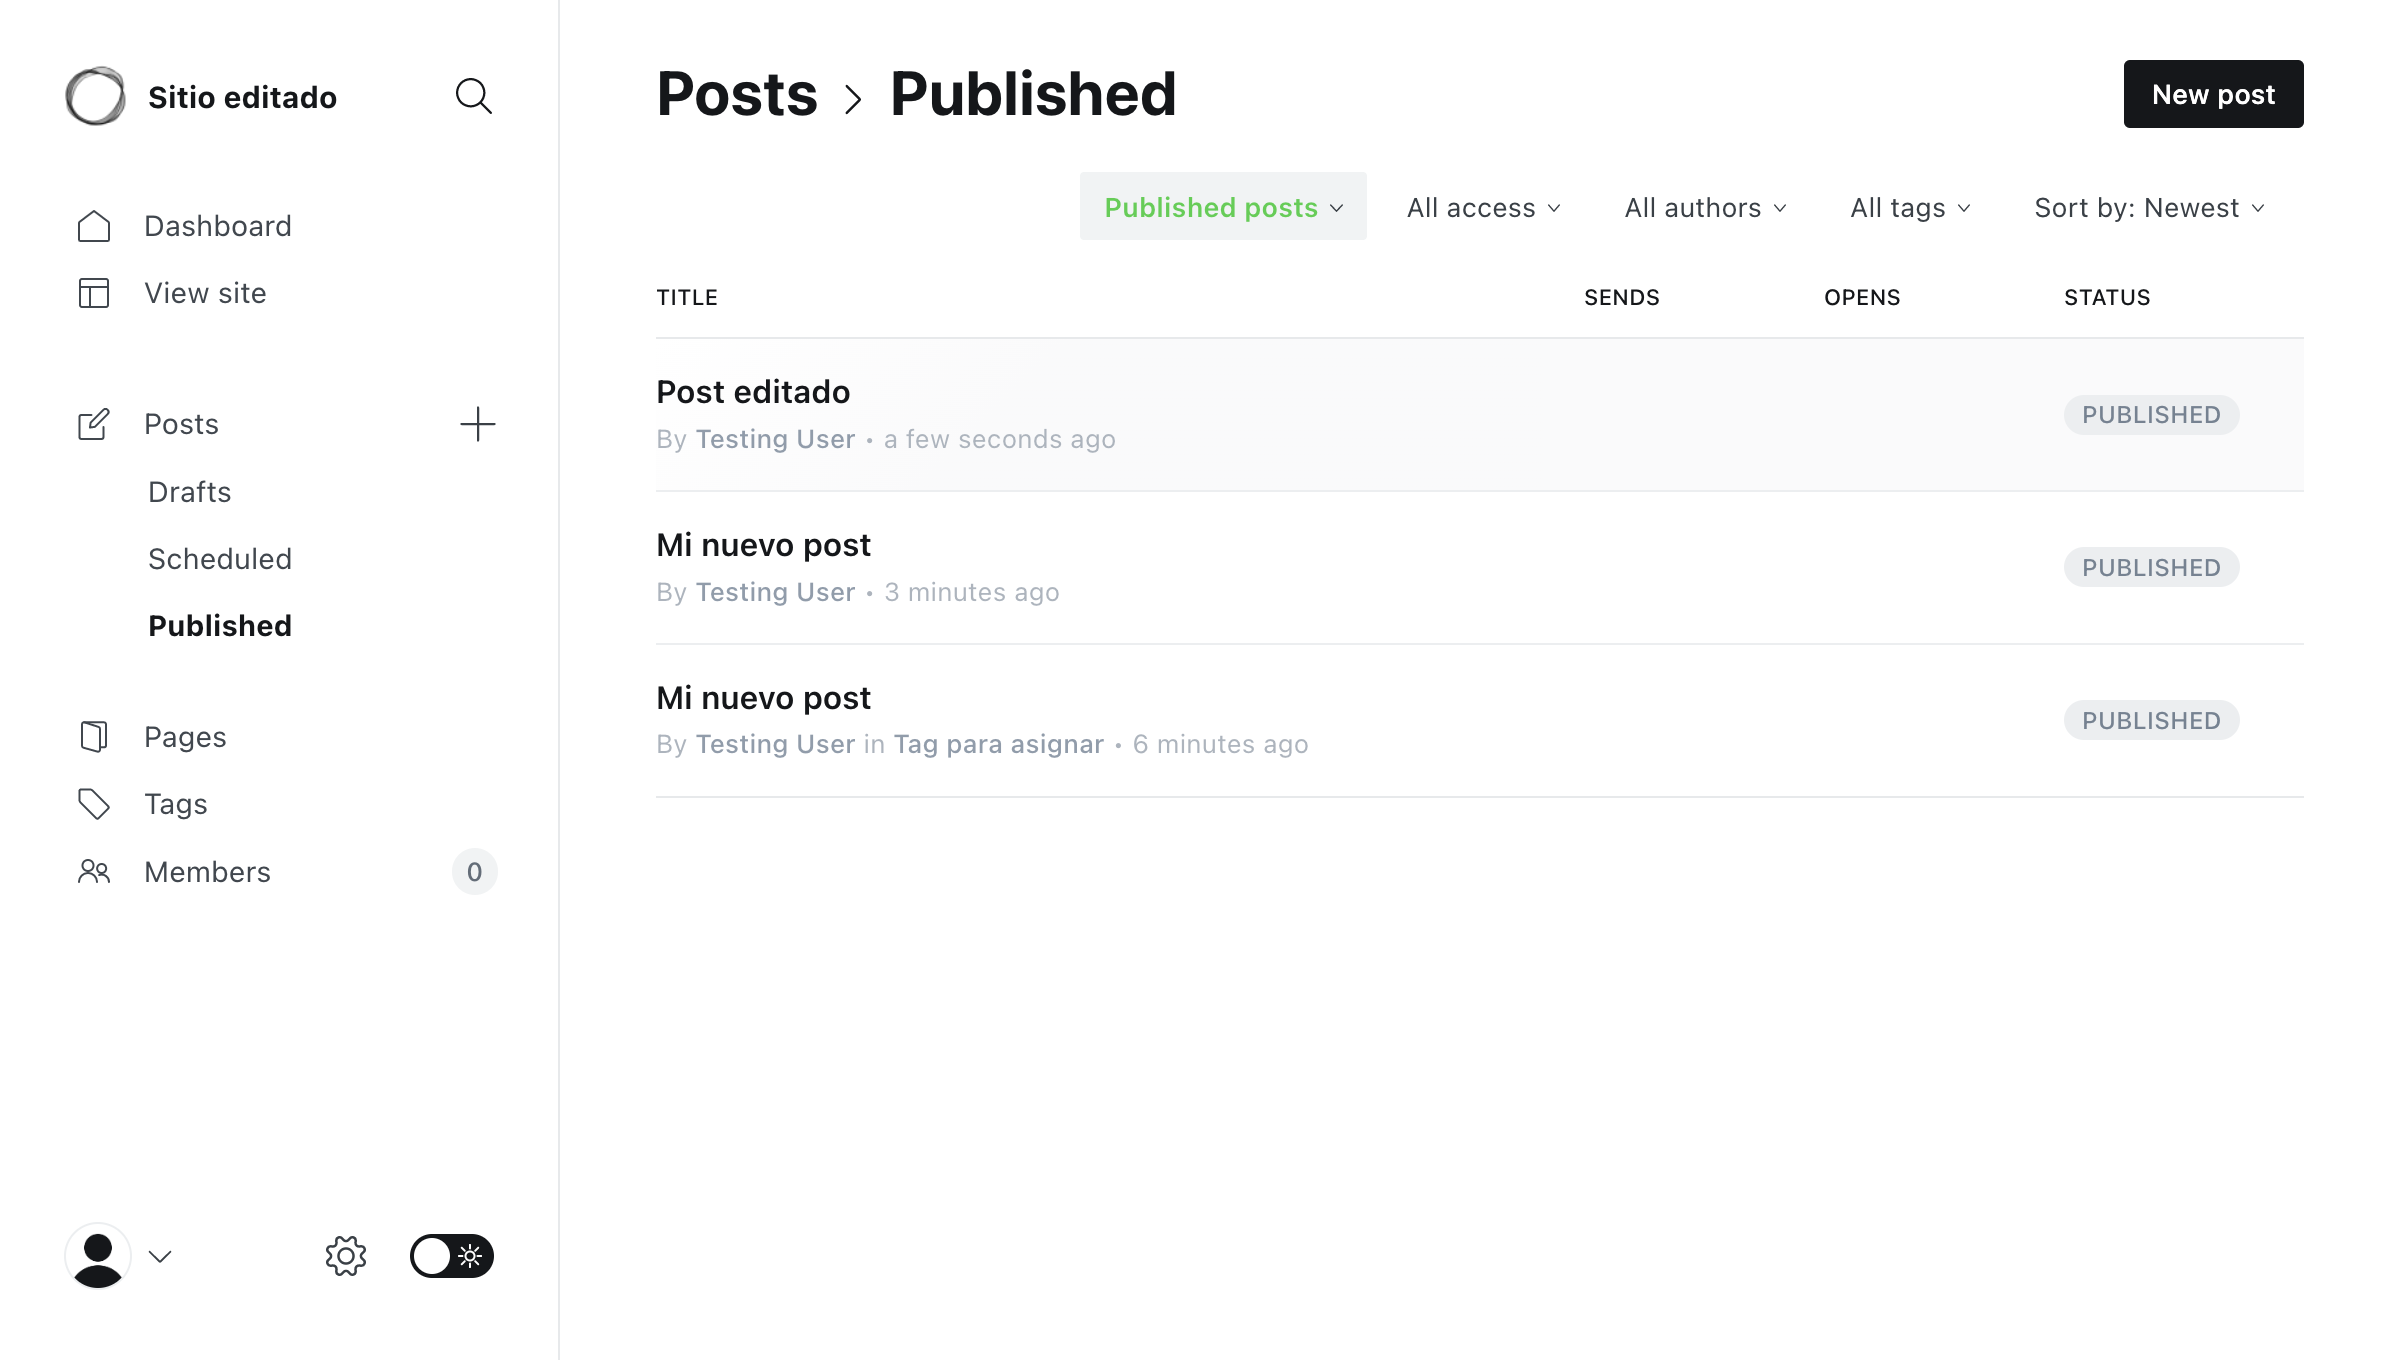 Sitio editado
Dashboard
View site
Posts
Drafts
Scheduled
Published
Pages
Tags
Members 0
Posts > Published
New post
Published posts All access All authors All tags Sort by: Newest
TITLE SENDS OPENS STATUS
Post editado
By Testing User • a few seconds ago
PUBLISHED
Mi nuevo post
By Testing User • 3 minutes ago
PUBLISHED
Mi nuevo post
By Testing User in Tag para asignar • 6 minutes ago
PUBLISHED